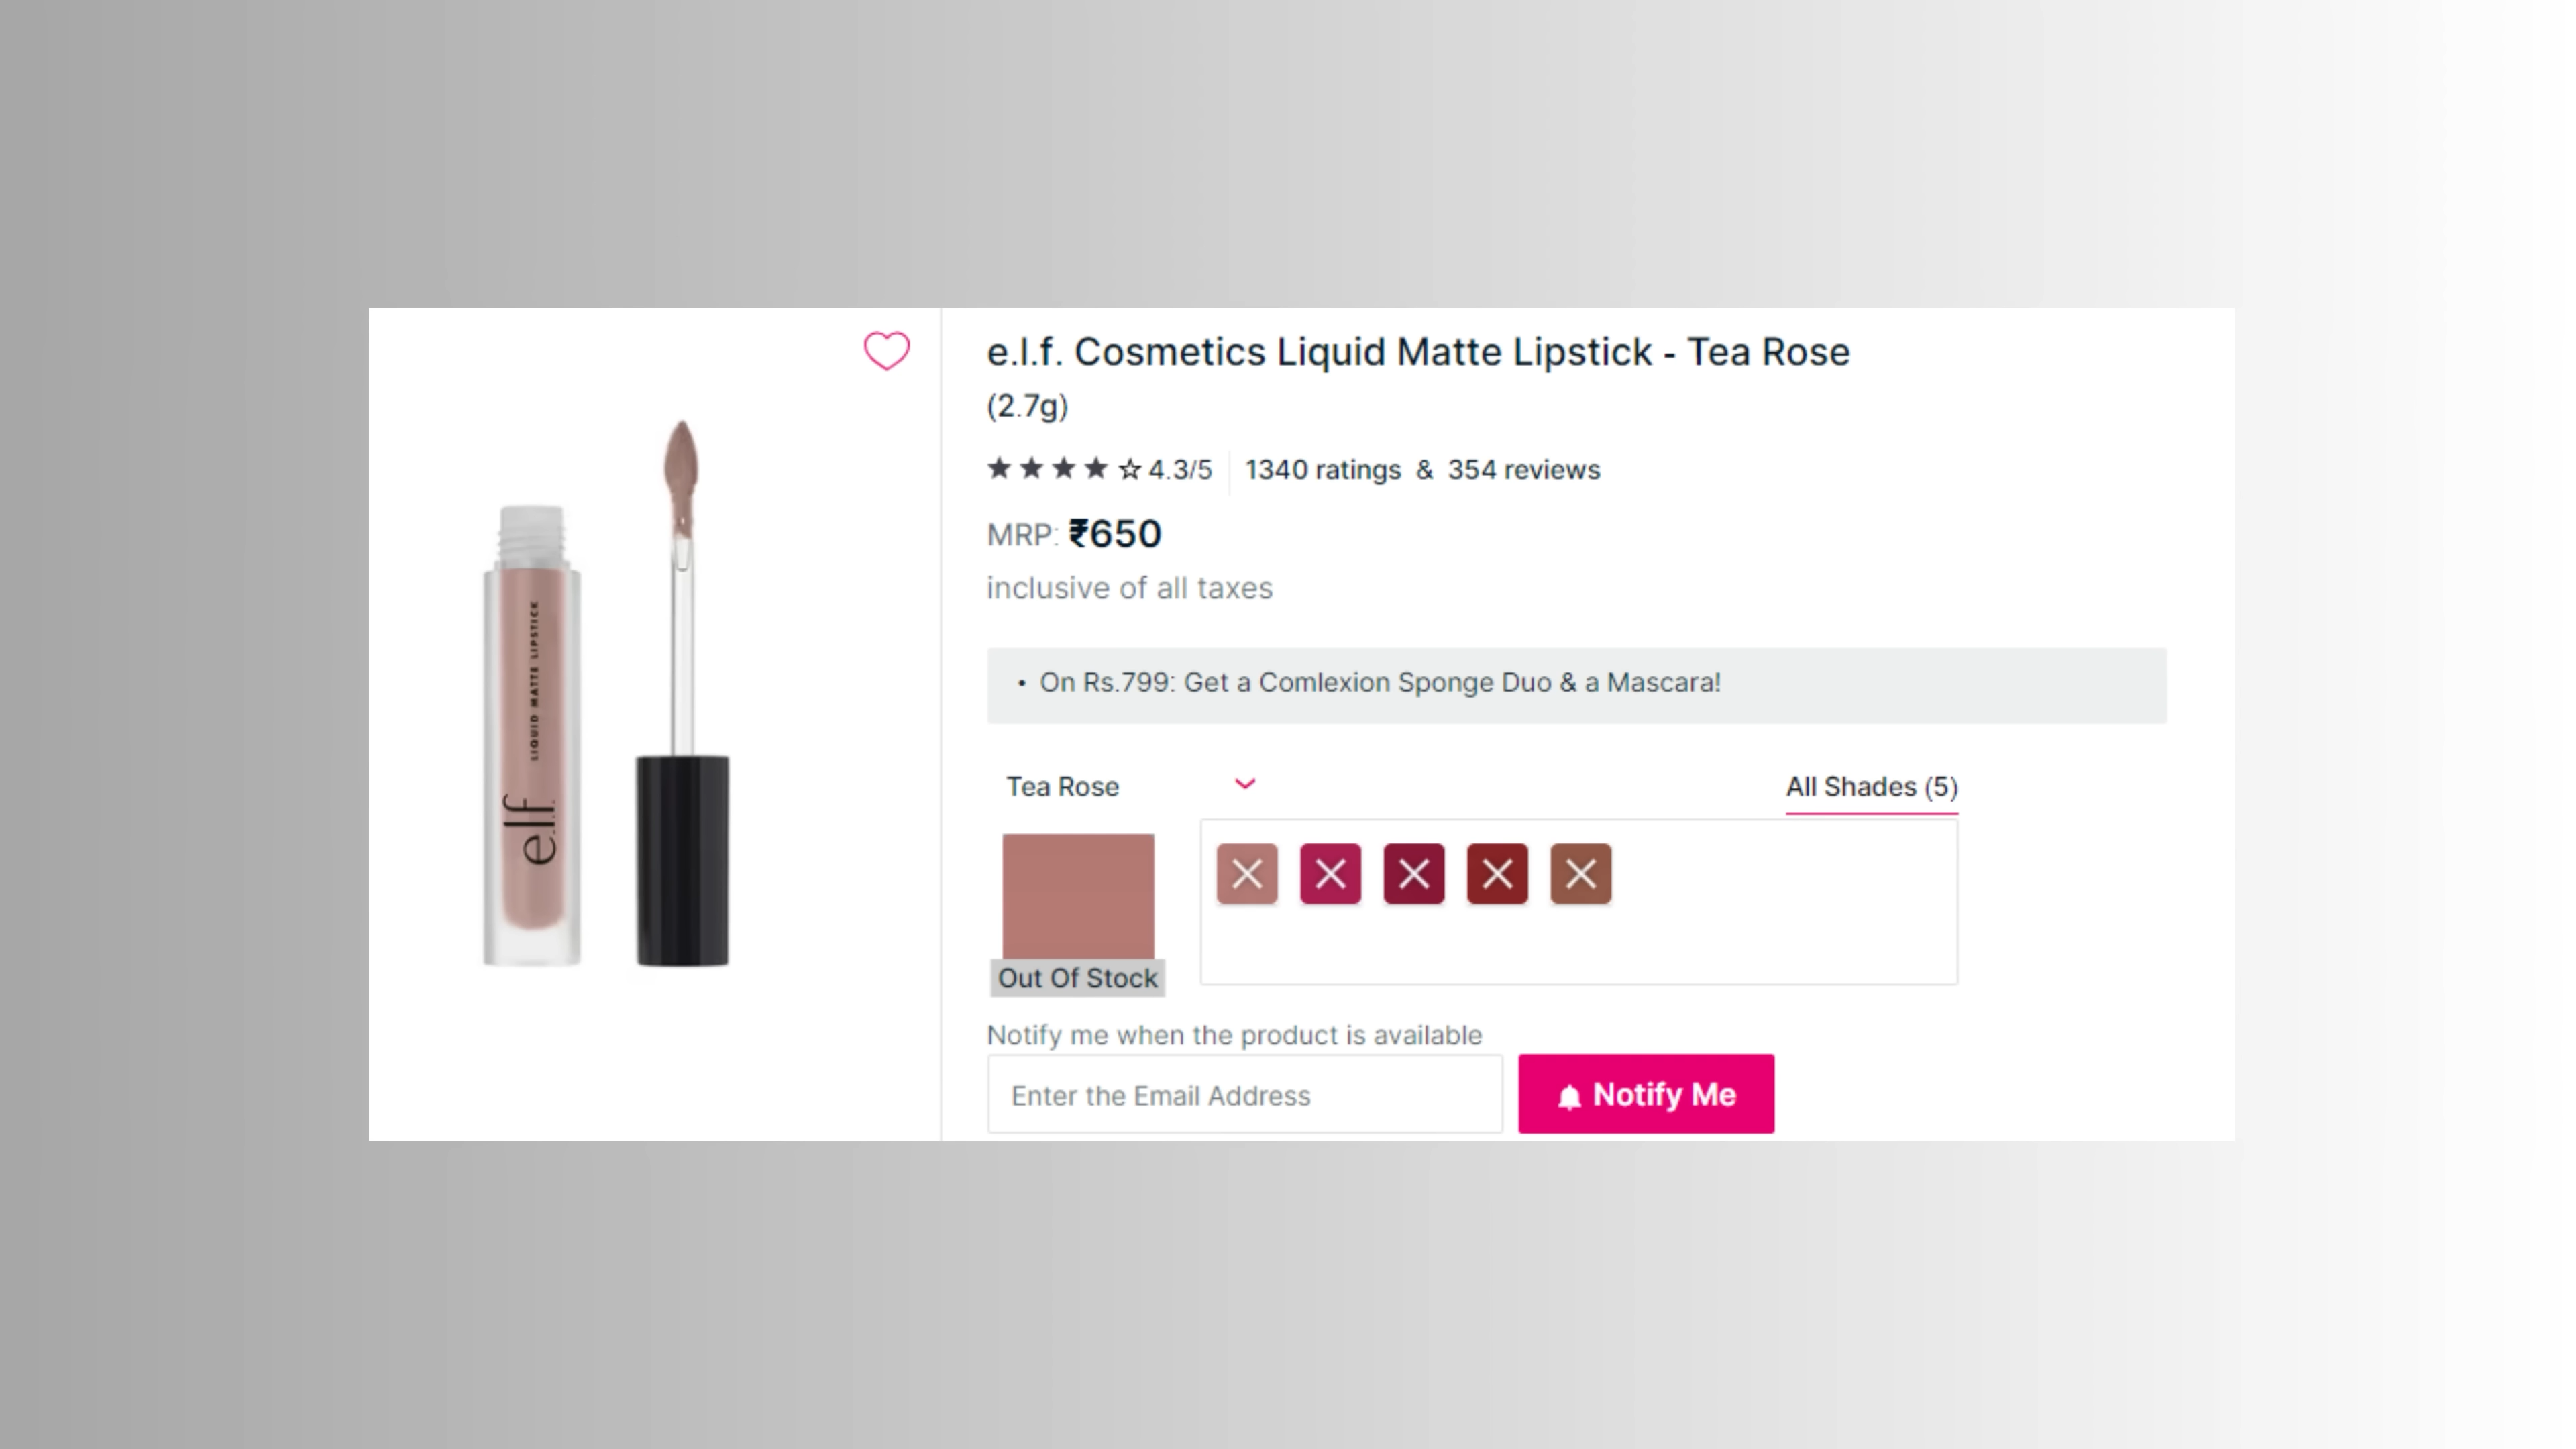 e.l.f. Cosmetics Liquid Matte Lipstick - Tea Rose
(2.7g)
4.3/5 1340 ratings & 354 reviews
MRP: ₹650
inclusive of all taxes
• On Rs.799: Get a Comlexion Sponge Duo & a Mascara!
Tea Rose All Shades (5)
Out Of Stock
Notify me when the product is available
Enter the Email Address Notify Me
e.l.f. LIQUID MATTE LIPSTICK